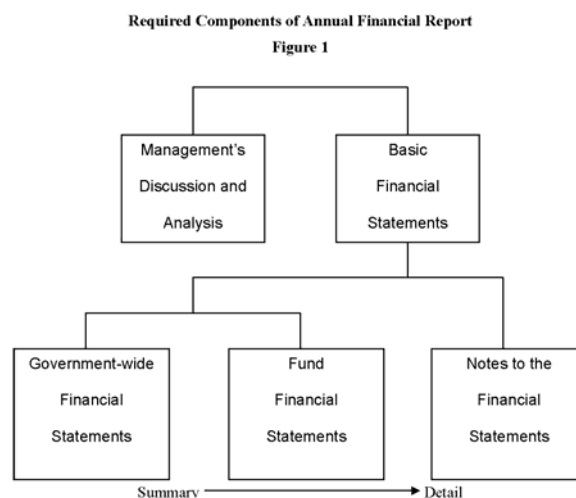 Required Components of Annual Financial Report
Figure 1
Management's
Discussion and
Analysis
Basic
Financial
Statements
Government-wide
Financial
Statements
Fund
Financial
Statements
Notes to the
Financial
Statements
Summary
Detail